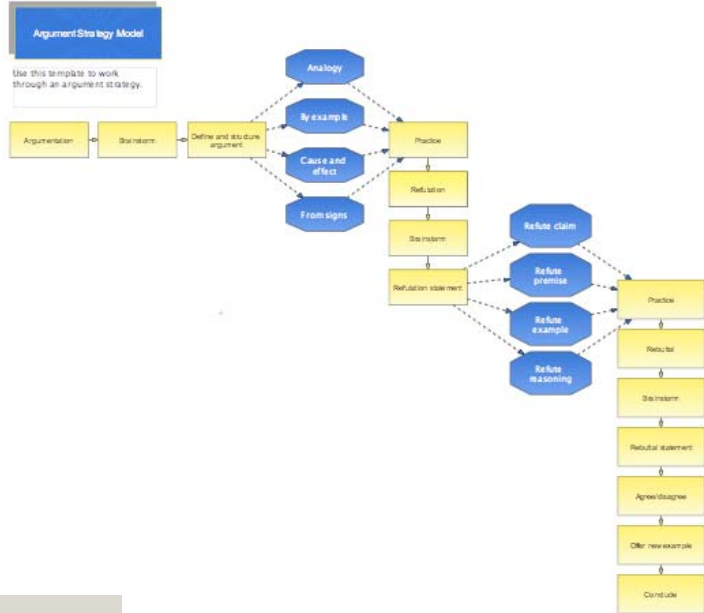 Argument Strategy Model
Use this template to work
through an argument strategy.
Argumentation
Brainstorm
Define and structure
argument
Analogy
By example
Cause and
effect
From signs
Practice
Refutation
Brainstorm
Refutation statement
Refute claim
Refute
premise
Refute
example
Refute
reasoning
Practice
Rebuttal
Brainstorm
Rebuttal statement
Agree/disagree
Offer new example
Conclude